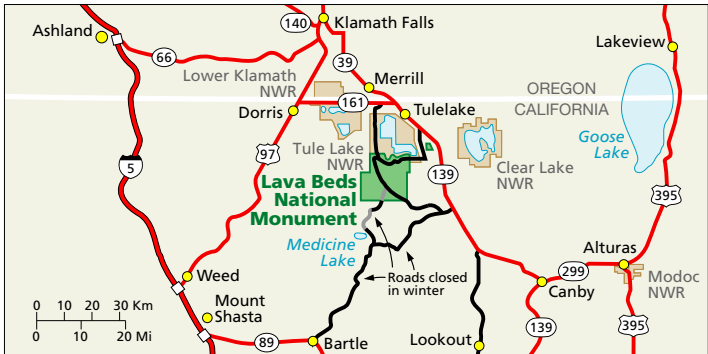 140
Klamath Falls
Ashland
66
39
Lakeview
Lower Klamath
NWR
Merrill
OREGON
CALIFORNIA
161
Dorris
Tulelake
Goose
Lake
97
Tule Lake
NWR
Clear Lake
NWR
5
139
Lava Beds
National
Monument
395
Medicine
Lake
Alturas
Weed
Roads closed
in winter
299
Modoc
NWR
Canby
0 10 20 30 Km
0 10 20 Mi
Mount
Shasta
139
395
89
Bartle
Lookout